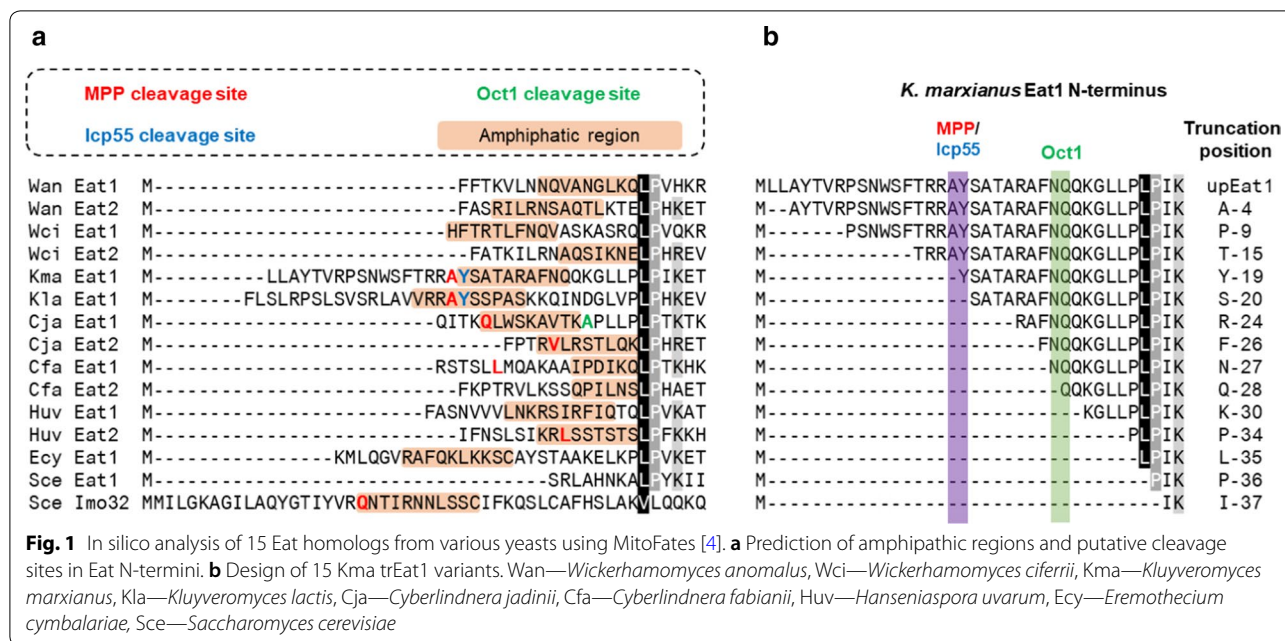 a
b
MPP cleavage site
Oct1 cleavage site
Icp55 cleavage site
Amphiphatic region
Wan Eat1 M---------------------------FFTKVLNNQVANGLKQLPVHKR
Wan Eat2 M---------------------------FASRILRNSAQTLKTELPHKET
Wci Eat1 M--------------------------HFTRTLFNQVASKASRQLPVQKR
Wci Eat2 M----------------------------FATKILRNAQSIKNELPHREV
Kma Eat1 M----------LLAYTVRPSNWSFTRRAYSATARAFNQQKGLLPLPIKET
Kla Eat1 M--------FLSLRPSLSVSRLAVVRRAYSSPASKKQINDGLVPLPHKEV
Cja Eat1 M-------------------------QITKQLWSKAVTKAPLLPLPTKTK
Cja Eat2 M-------------------------------FPTRVLRSTLQKLPHRET
Cfa Eat1 M-------------------------RSTSLLMQAKAAIPDIKQLPTKHK
Cfa Eat2 M---------------------------FKPTRVLKSSQPILNSLPHAET
Huv Eat1 M------------------------FASNVVVLNKRSIRFIQTQLPVKAT
Huv Eat2 M---------------------------IFNSLSIKRLSSTSTSLPFKKH
Ecy Eat1 M----------------KMLQGVRAFQKLKKSCAYSTAAKELKPLPVKET
Sce Eat1 M-----------------------------------SRLAHNKALPYKII
Sce Imo32 MMILGKAGILAQYGTIYVRQNTIRNNLSSCIFKQSLCAFHSLAKVLQQKQ
K. marxianus Eat1 N-terminus
MPP/
Icp55
Oct1
Truncation
position
MLLAYTVRPSNWSFTRRAYSATARAFNQQKGLLPLPIK upEat1
M--AYTVRPSNWSFTRRAYSATARAFNQQKGLLPLPIK A-4
M-------PSNWSFTRRAYSATARAFNQQKGLLPLPIK P-9
M-------------TRRAYSATARAFNQQKGLLPLPIK T-15
M-----------------YSATARAFNQQKGLLPLPIK Y-19
M------------------SATARAFNQQKGLLPLPIK S-20
M----------------------RAFNQQKGLLPLPIK R-24
M------------------------FNQQKGLLPLPIK F-26
M-------------------------NQQKGLLPLPIK N-27
M--------------------------QQKGLLPLPIK Q-28
M----------------------------KGLLPLPIK K-30
M--------------------------------PLPIK P-34
M---------------------------------LPIK L-35
M----------------------------------PIK P-36
M-----------------------------------IK I-37
Fig. 1 In silico analysis of 15 Eat homologs from various yeasts using MitoFates [4]. a Prediction of amphipathic regions and putative cleavage
sites in Eat N-termini. b Design of 15 Kma trEat1 variants. Wan—Wickerhamomyces anomalus, Wci—Wickerhamomyces ciferrii, Kma—Kluyveromyces
marxianus, Kla—Kluyveromyces lactis, Cja—Cyberlindnera jadinii, Cfa—Cyberlindnera fabianii, Huv—Hanseniaspora uvarum, Ecy—Eremothecium
cymbalariae, Sce—Saccharomyces cerevisiae